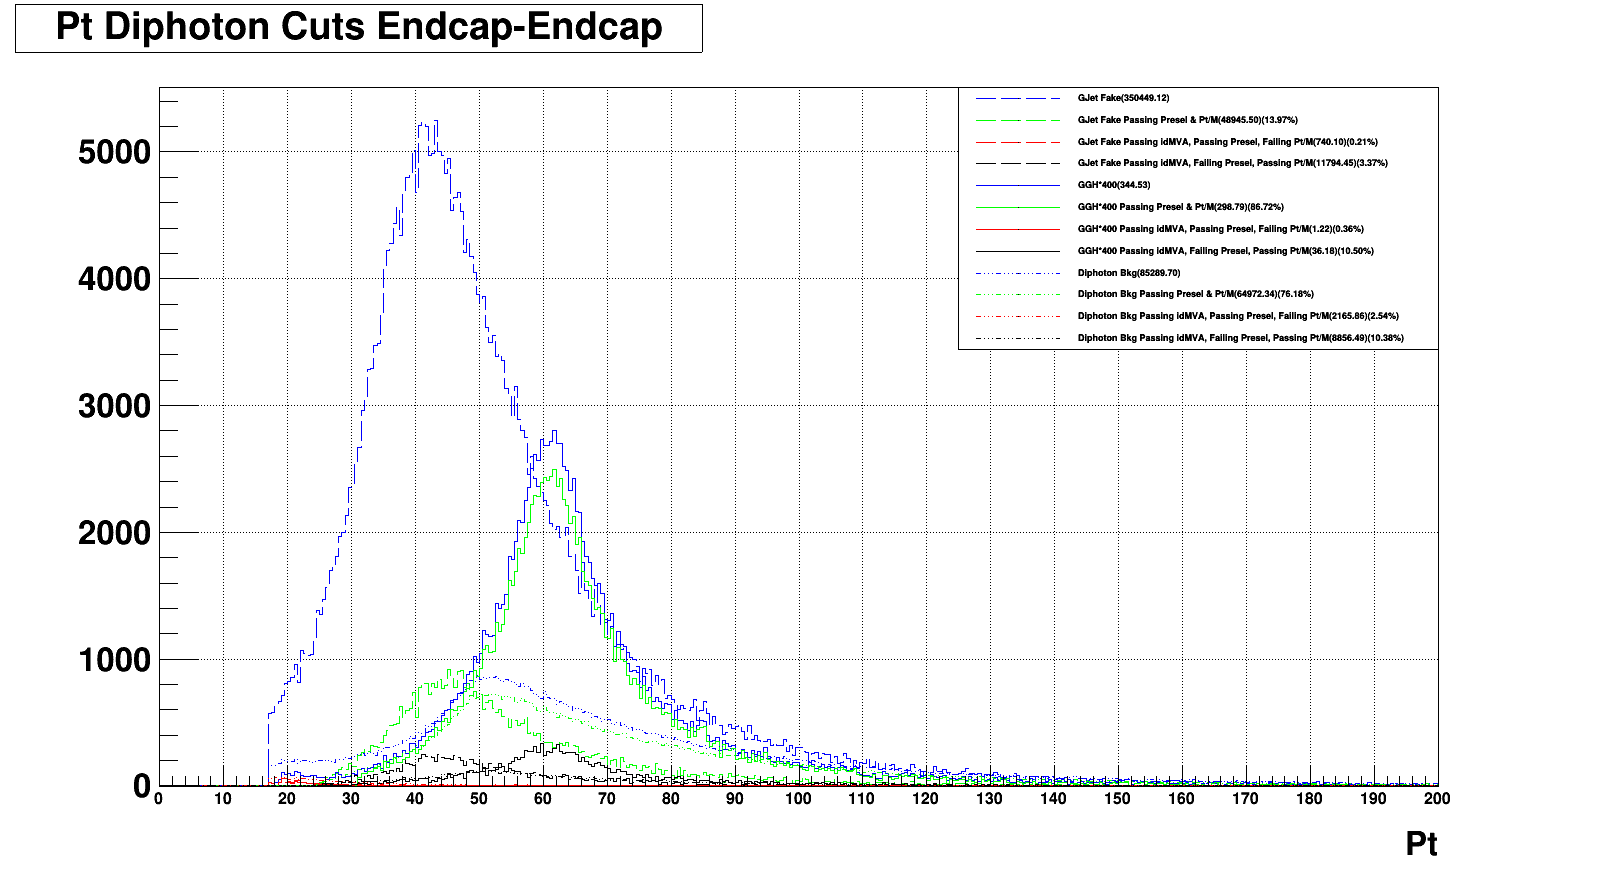 Pt Diphoton Cuts Endcap-Endcap
GJet Fake(350449.12)
GJet Fake Passing Presel & Pt/M(48945.50)(13.97%)
GJet Fake Passing idMVA, Passing Presel, Failing Pt/M(740.10)(0.21%)
GJet Fake Passing idMVA, Failing Presel, Passing Pt/M(11794.45)(3.37%)
GGH*400(344.53)
GGH*400 Passing Presel & Pt/M(298.79)(86.72%)
GGH*400 Passing idMVA, Passing Presel, Failing Pt/M(1.22)(0.36%)
GGH*400 Passing idMVA, Failing Presel, Passing Pt/M(36.18)(10.50%)
Diphoton Bkg(85289.70)
Diphoton Bkg Passing Presel & Pt/M(64972.34)(76.18%)
Diphoton Bkg Passing idMVA, Passing Presel, Failing Pt/M(2165.86)(2.54%)
Diphoton Bkg Passing idMVA, Failing Presel, Passing Pt/M(8856.49)(10.38%)
5000
4000
3000
2000
1000
0
0 10 20 30 40 50 60 70 80 90 100 110 120 130 140 150 160 170 180 190 200
Pt